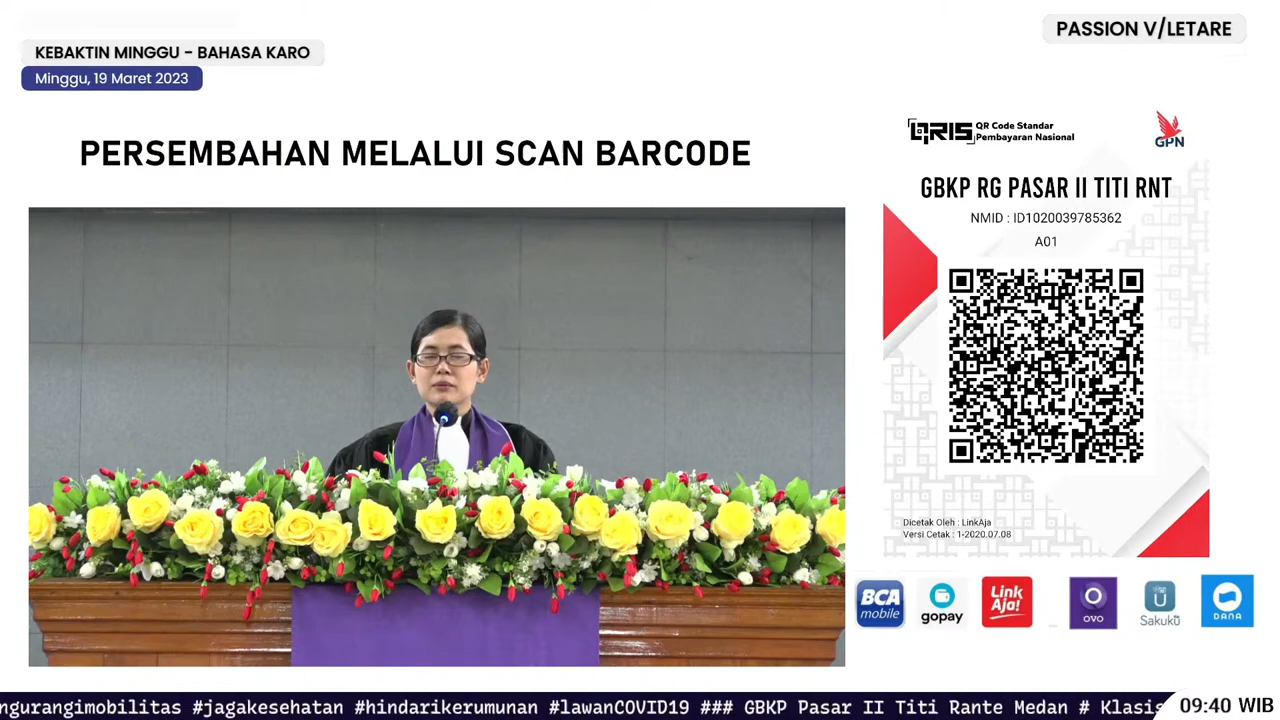 PASSION V/LETARE
KEBAKTIN MINGGU - BAHASA KARO
Minggu, 19 Maret 2023
PERSEMBAHAN MELALUI SCAN BARCODE
QRIS
QR Code Standar
Pembayaran Nasional
GPN
GBKP RG PASAR II TITI RNT
NMID : ID1020039785362
A01
Dicetak Oleh : LinkAja
Versi Cetak : 1-2020.07.08
BCA
mobile
gopay
Link
Aja!
OVO
U
Sakuku
DANA
ngurangimobilitas #jagakesehatan #hindarikerumunan #lawanCOVID19 ### GBKP Pasar II Titi Rante Medan # Klasis
09:40 WIB